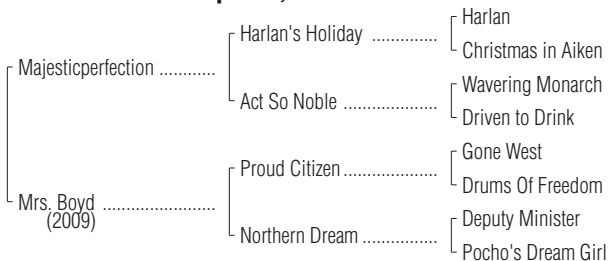 Harlan
Harlan's Holiday ..............
Christmas in Aiken
Majesticperfection ............
Wavering Monarch
Act So Noble ....................
Driven to Drink
Gone West
Proud Citizen....................
Drums Of Freedom
Mrs. Boyd ........................
(2009)
Deputy Minister
Northern Dream ................
Pocho's Dream Girl